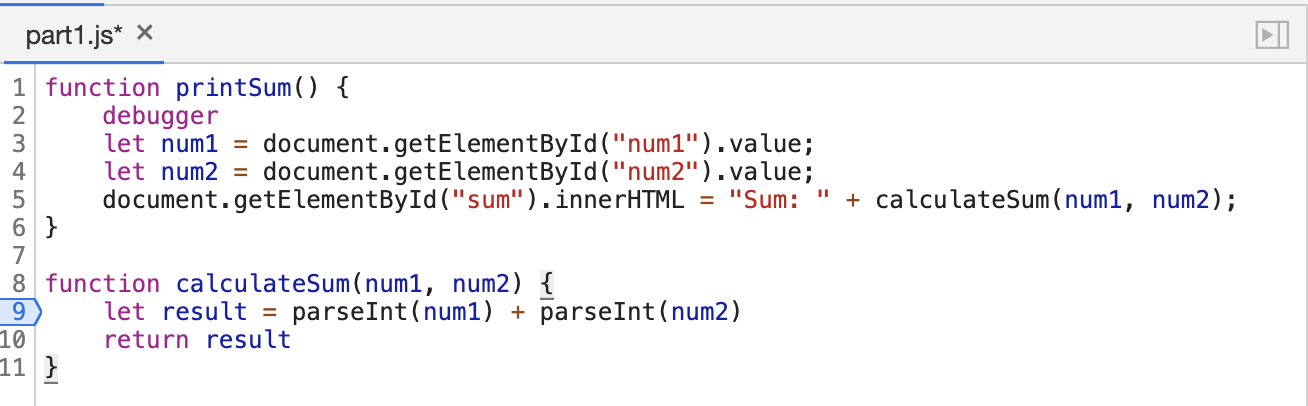 part1.js* ×
1 function printSum() {
2     debugger
3     let num1 = document.getElementById("num1").value;
4     let num2 = document.getElementById("num2").value;
5     document.getElementById("sum").innerHTML = "Sum: " + calculateSum(num1, num2);
6 }
7
8 function calculateSum(num1, num2) {
9     let result = parseInt(num1) + parseInt(num2)
10     return result
11 }